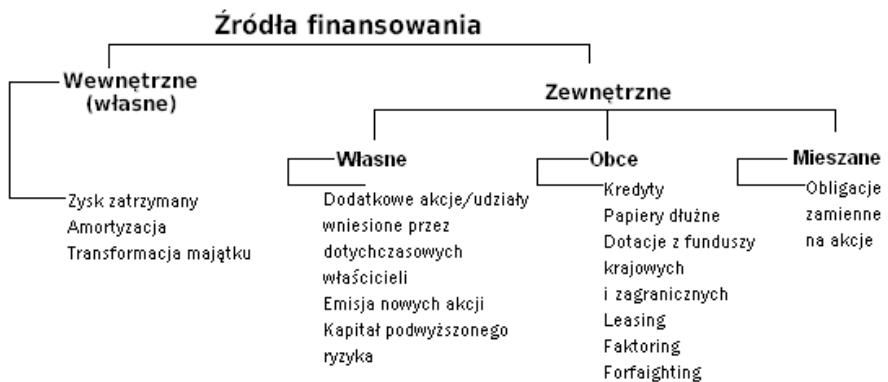 Źródła finansowania
Wewnętrzne
(własne)
Zysk zatrzymany
Amortyzacja
Transformacja majątku
Zewnętrzne
Własne
Dodatkowe akcje/udziały
wniesione przez
dotychczasowych
właścicieli
Emisja nowych akcji
Kapitał podwyższonego
ryzyka
Obce
Kredyty
Papiery dłużne
Dotacje z funduszy
krajowych
i zagranicznych
Leasing
Faktoring
Forfaighting
Mieszane
Obligacje
zamienne
na akcje